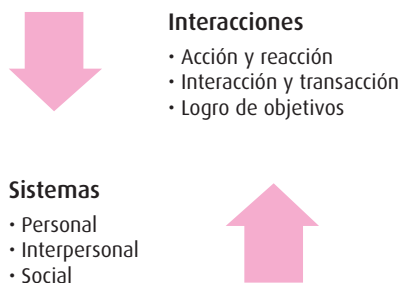 Interacciones
• Acción y reacción
• Interacción y transacción
• Logro de objetivos
Sistemas
• Personal
• Interpersonal
• Social